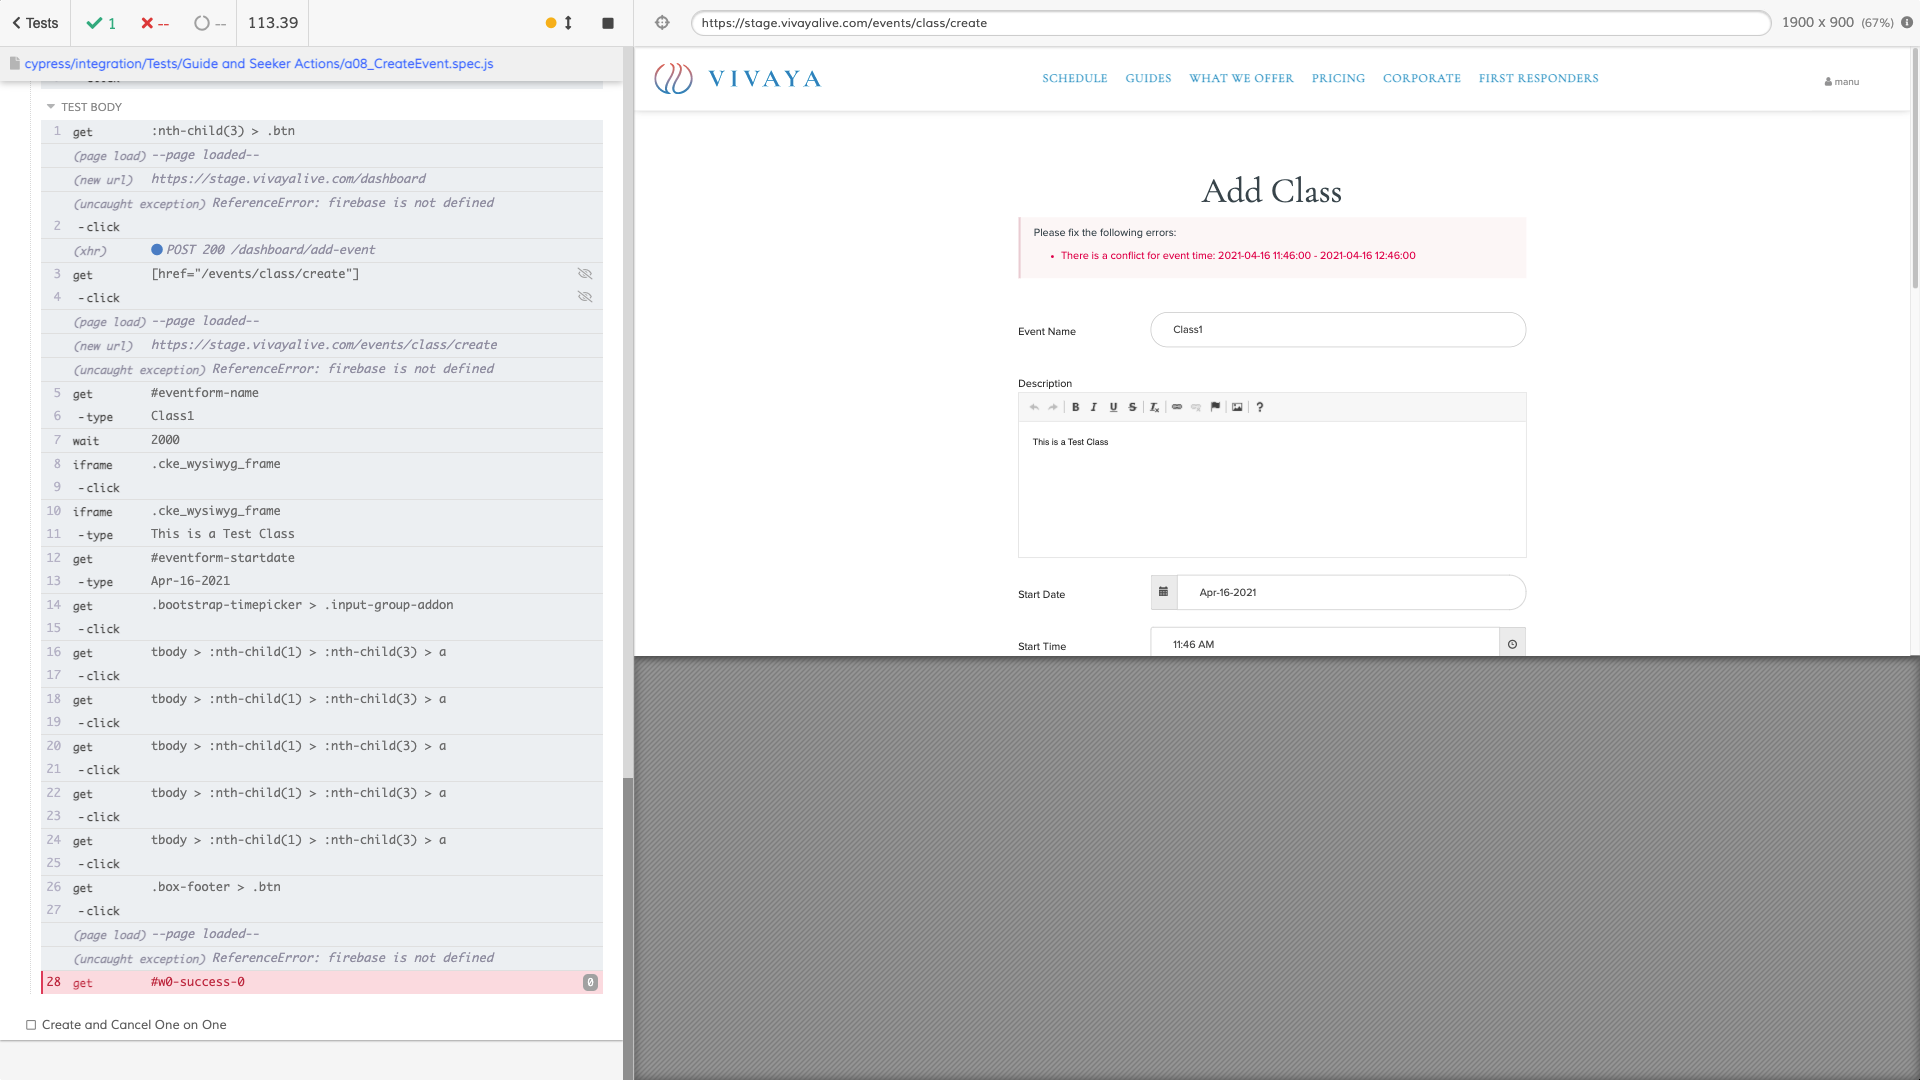 Tests
1
--
--
113.39
cypress/integration/Tests/Guide and Seeker Actions/a08_CreateEvent.spec.js
TEST BODY
1 get :nth-child(3) > .btn
(page load) --page loaded--
(new url) https://stage.vivayalive.com/dashboard
(uncaught exception) ReferenceError: firebase is not defined
2 -click
(xhr) POST 200 /dashboard/add-event
3 get [href="/events/class/create"]
4 -click
(page load) --page loaded--
(new url) https://stage.vivayalive.com/events/class/create
(uncaught exception) ReferenceError: firebase is not defined
5 get #eventform-name
6 -type Class1
7 wait 2000
8 iframe .cke_wysiwyg_frame
9 -click
10 iframe .cke_wysiwyg_frame
11 -type This is a Test Class
12 get #eventform-startdate
13 -type Apr-16-2021
14 get .bootstrap-timepicker > .input-group-addon
15 -click
16 get tbody > :nth-child(1) > :nth-child(3) > a
17 -click
18 get tbody > :nth-child(1) > :nth-child(3) > a
19 -click
20 get tbody > :nth-child(1) > :nth-child(3) > a
21 -click
22 get tbody > :nth-child(1) > :nth-child(3) > a
23 -click
24 get tbody > :nth-child(1) > :nth-child(3) > a
25 -click
26 get .box-footer > .btn
27 -click
(page load) --page loaded--
(uncaught exception) ReferenceError: firebase is not defined
28 get #w0-success-0 0
Create and Cancel One on One
https://stage.vivayalive.com/events/class/create
1900 x 900 (67%)
VIVAYA
SCHEDULE GUIDES WHAT WE OFFER PRICING CORPORATE FIRST RESPONDERS
manu
Add Class
Please fix the following errors:
• There is a conflict for event time: 2021-04-16 11:46:00 - 2021-04-16 12:46:00
Event Name Class1
Description
B I U S Tx ?
This is a Test Class
Start Date Apr-16-2021
Start Time 11:46 AM